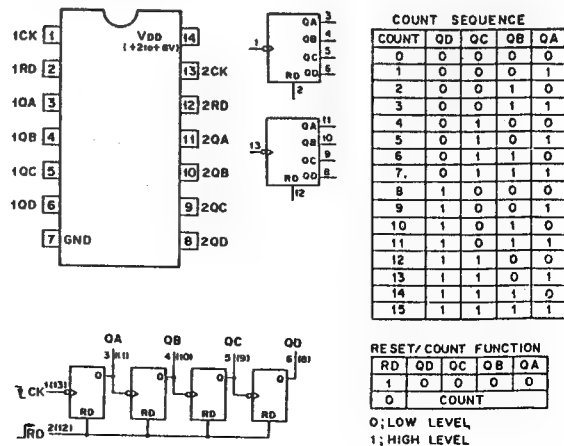 1CK 1
1RD 2
1QA 3
1QB 4
1QC 5
1QD 6
7 GND
VDD
(+2to+6V)
14
13 2CK
12 2RD
11 2QA
10 2QB
9 2QC
8 2QD
1
QA 3
QB 4
QC 5
QD 6
RD
2
13
QA 11
QB 10
QC 9
QD 8
RD
12
COUNT SEQUENCE
COUNT QD QC QB QA
0 0 0 0 0
1 0 0 0 1
2 0 0 1 0
3 0 0 1 1
4 0 1 0 0
5 0 1 0 1
6 0 1 1 0
7. 0 1 1 1
8 1 0 0 0
9 1 0 0 1
10 1 0 1 0
11 1 0 1 1
12 1 1 0 0
13 1 1 0 1
14 1 1 1 0
15 1 1 1 1
QA QB QC QD
4 (10) 5 (9) 6 (8)
CK 1(13)
Q Q Q Q
RD RD RD RD
RD 2(12)
RESET/COUNT FUNCTION
RD QD QC QB QA
1 0 0 0 0
0 COUNT
0; LOW LEVEL
1; HIGH LEVEL